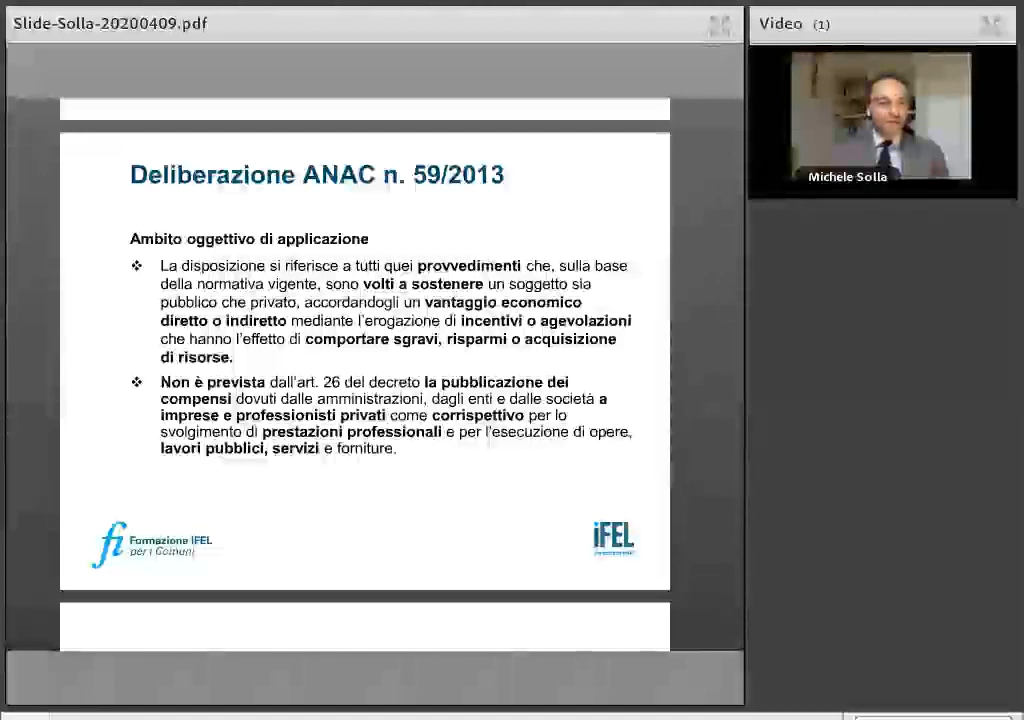 Slide-Solla-20200409.pdf
Video (1)
Michele Solla
Deliberazione ANAC n. 59/2013
Ambito oggettivo di applicazione
❖ La disposizione si riferisce a tutti quei provvedimenti che, sulla base
della normativa vigente, sono volti a sostenere un soggetto sia
pubblico che privato, accordandogli un vantaggio economico
diretto o indiretto mediante l'erogazione di incentivi o agevolazioni
che hanno l'effetto di comportare sgravi, risparmi o acquisizione
di risorse.
❖ Non è prevista dall'art. 26 del decreto la pubblicazione dei
compensi dovuti dalle amministrazioni, dagli enti e dalle società a
imprese e professionisti privati come corrispettivo per lo
svolgimento di prestazioni professionali e per l'esecuzione di opere,
lavori pubblici, servizi e forniture.
fi Formazione IFEL
per i Comuni
iFEL